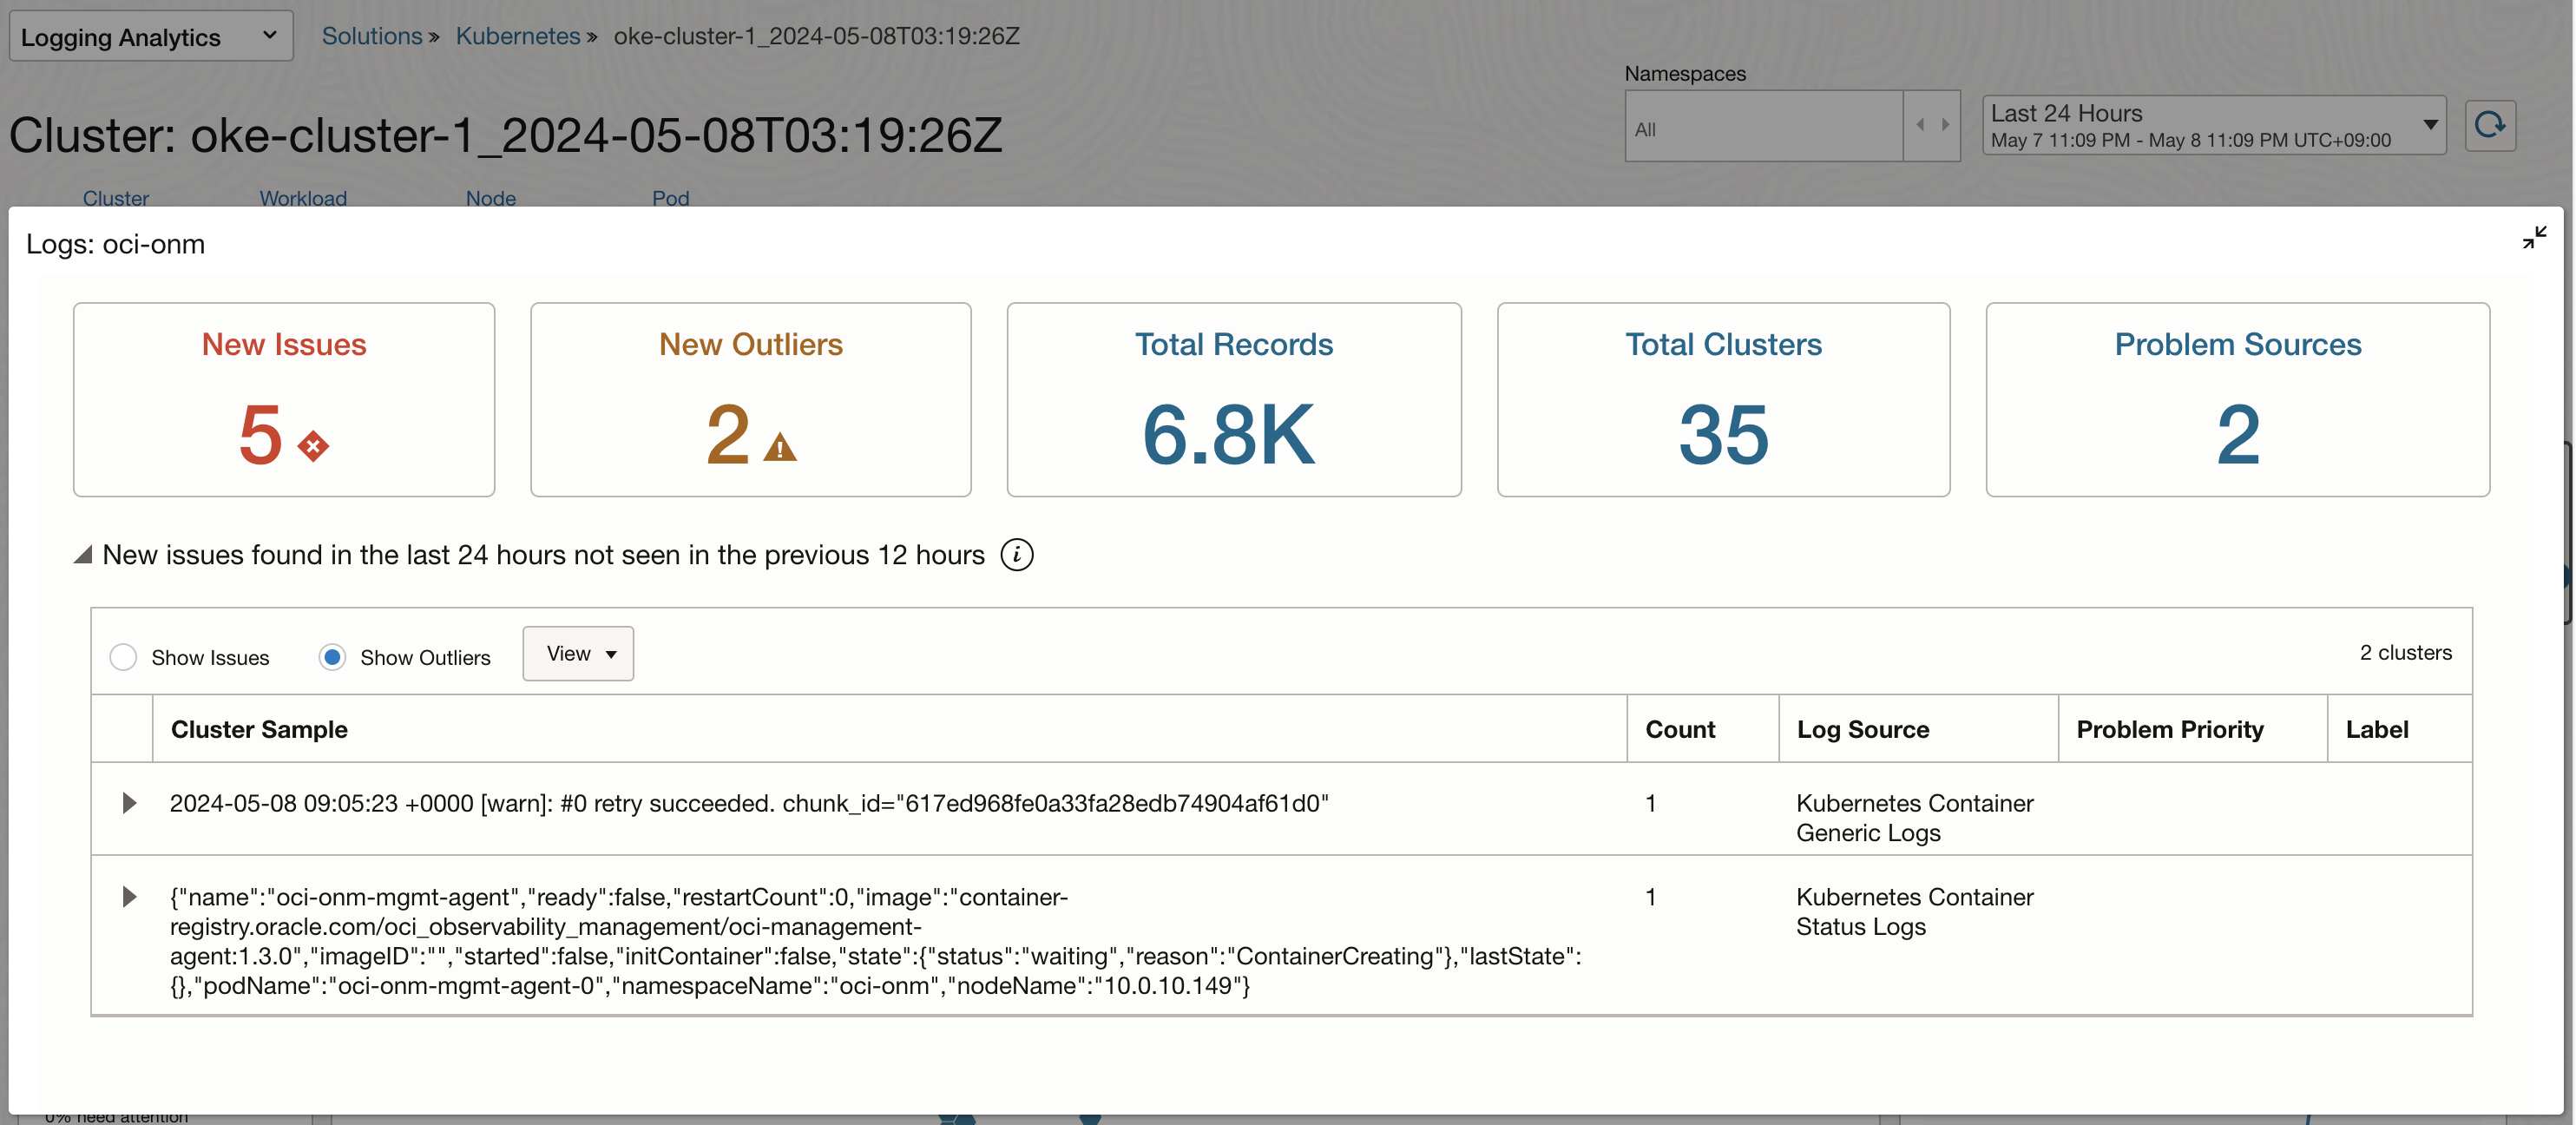 Logging Analytics
Solutions » Kubernetes » oke-cluster-1_2024-05-08T03:19:26Z
Namespaces
All
Last 24 Hours
May 7 11:09 PM - May 8 11:09 PM UTC+09:00
Cluster: oke-cluster-1_2024-05-08T03:19:26Z
Cluster Workload Node Pod
Logs: oci-onm
New Issues
5
New Outliers
2
Total Records
6.8K
Total Clusters
35
Problem Sources
2
New issues found in the last 24 hours not seen in the previous 12 hours
Show Issues Show Outliers View 2 clusters
Cluster Sample Count Log Source Problem Priority Label
2024-05-08 09:05:23 +0000 [warn]: #0 retry succeeded. chunk_id="617ed968fe0a33fa28edb74904af61d0" 1 Kubernetes Container
Generic Logs
{"name":"oci-onm-mgmt-agent","ready":false,"restartCount":0,"image":"container- 1 Kubernetes Container
registry.oracle.com/oci_observability_management/oci-management- Status Logs
agent:1.3.0","imageID":"","started":false,"initContainer":false,"state":{"status":"waiting","reason":"ContainerCreating"},"lastState":
{},"podName":"oci-onm-mgmt-agent-0","namespaceName":"oci-onm","nodeName":"10.0.10.149"}
0% need attention